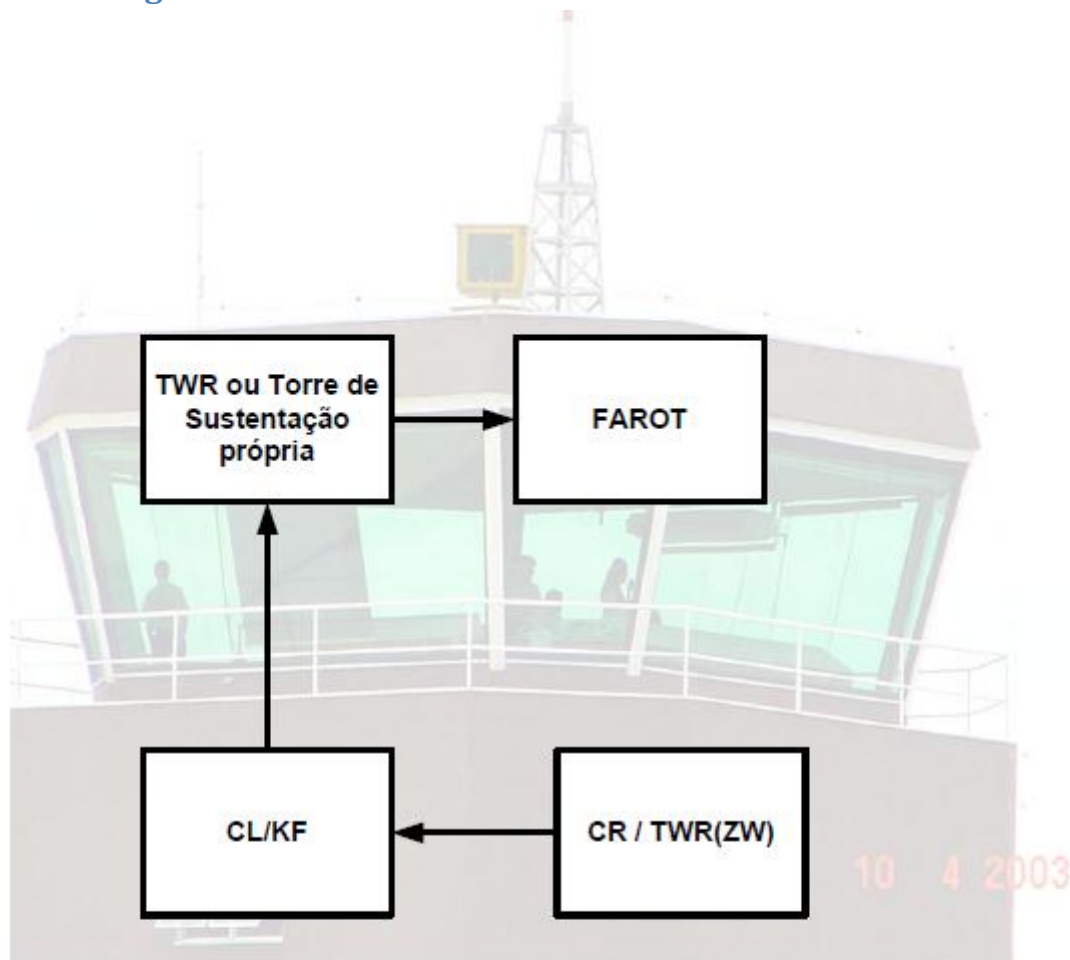 TWR ou Torre de
Sustentação
própria
FAROT
CL/KF
CR / TWR(ZW)
10 4 2003